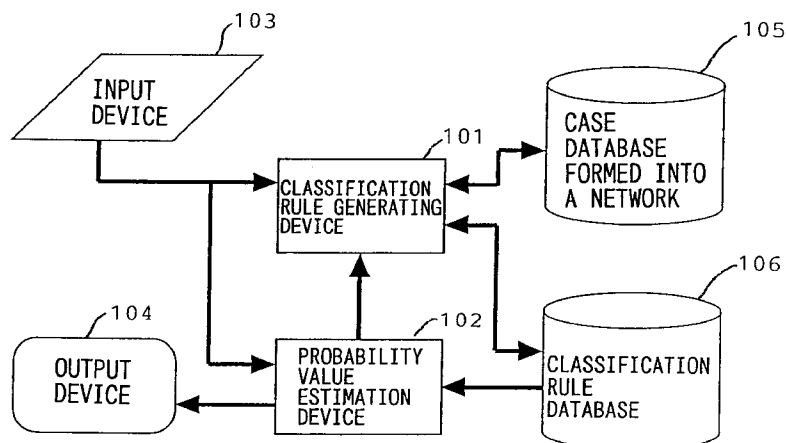 103
INPUT
DEVICE
101
CLASSIFICATION
RULE GENERATING
DEVICE
105
CASE
DATABASE
FORMED INTO
A NETWORK
104
OUTPUT
DEVICE
102
PROBABILITY
VALUE
ESTIMATION
DEVICE
106
CLASSIFICATION
RULE
DATABASE